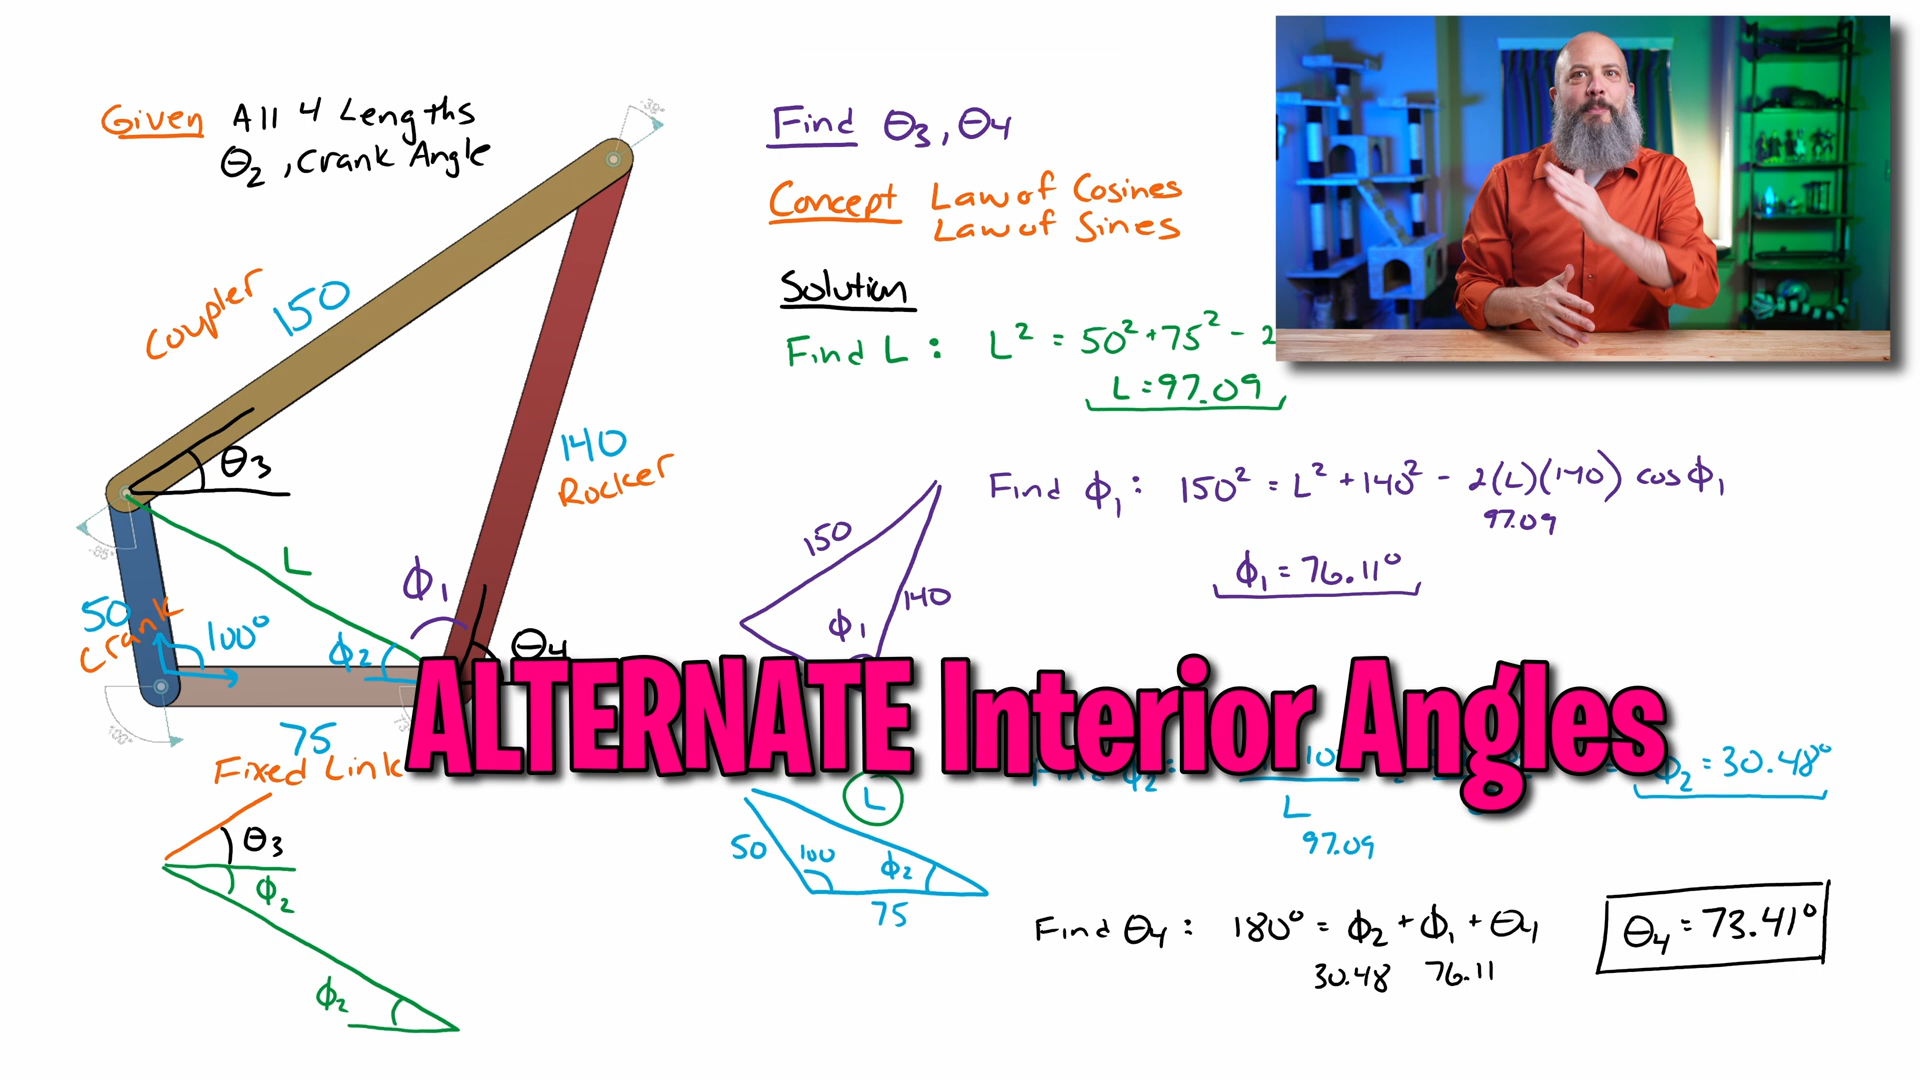 Given All 4 Lengths
θ2, Crank Angle
-39°
Find θ3, θ4
Concept Law of Cosines
Law of Sines
Solution
Find L: L² = 50² + 75² - 2
L = 97.09
Coupler
150
θ3
140
Rocker
-85°
L
ϕ1
50
Crank
100°
ϕ2
θ4
100°
75
Fixed Link
150
140
ϕ1
Find ϕ1: 150² = L² + 140² - 2(L)(140) cos ϕ1
97.09
ϕ1 = 76.11°
ALTERNATE Interior Angles
ϕ2 = 30.48°
L
97.09
θ3
ϕ2
ϕ2
L
50
100
ϕ2
75
Find θ4: 180° = ϕ2 + ϕ1 + θ4
30.48 76.11
θ4 = 73.41°